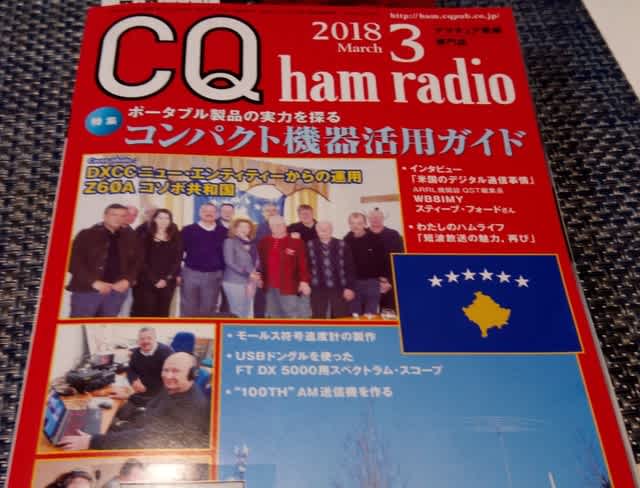 http://ham.cqpub.co.jp/
CQ ham radio
2018
March
3
アマチュア無線
専門誌
ポータブル製品の実力を探る
特集
コンパクト機器活用ガイド
DXCCニュー・エンティティーからの運用
Z60A コソボ共和国
・インタビュー
「米国のデジタル通信事情」
ARRL機関誌 QST編集長
WB8IMY
スティーブ・フォードさん
・わたしのハムライフ
「短波放送の魅力,再び」
・モールス符号速度計の製作
・USBドングルを使った
FT DX 5000用スペクトラム・スコープ
・"100TH"AM送信機を作る